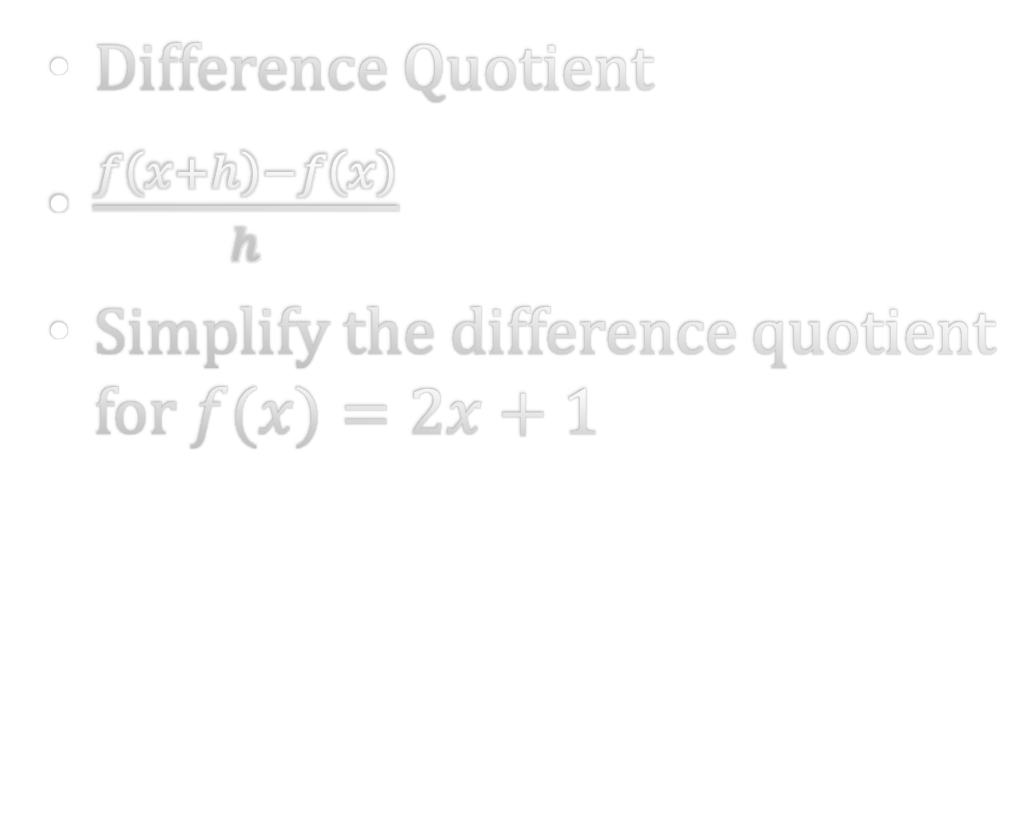 Difference Quotient
f(x+h)−f(x)
h
Simplify the difference quotient
for f(x) = 2x + 1